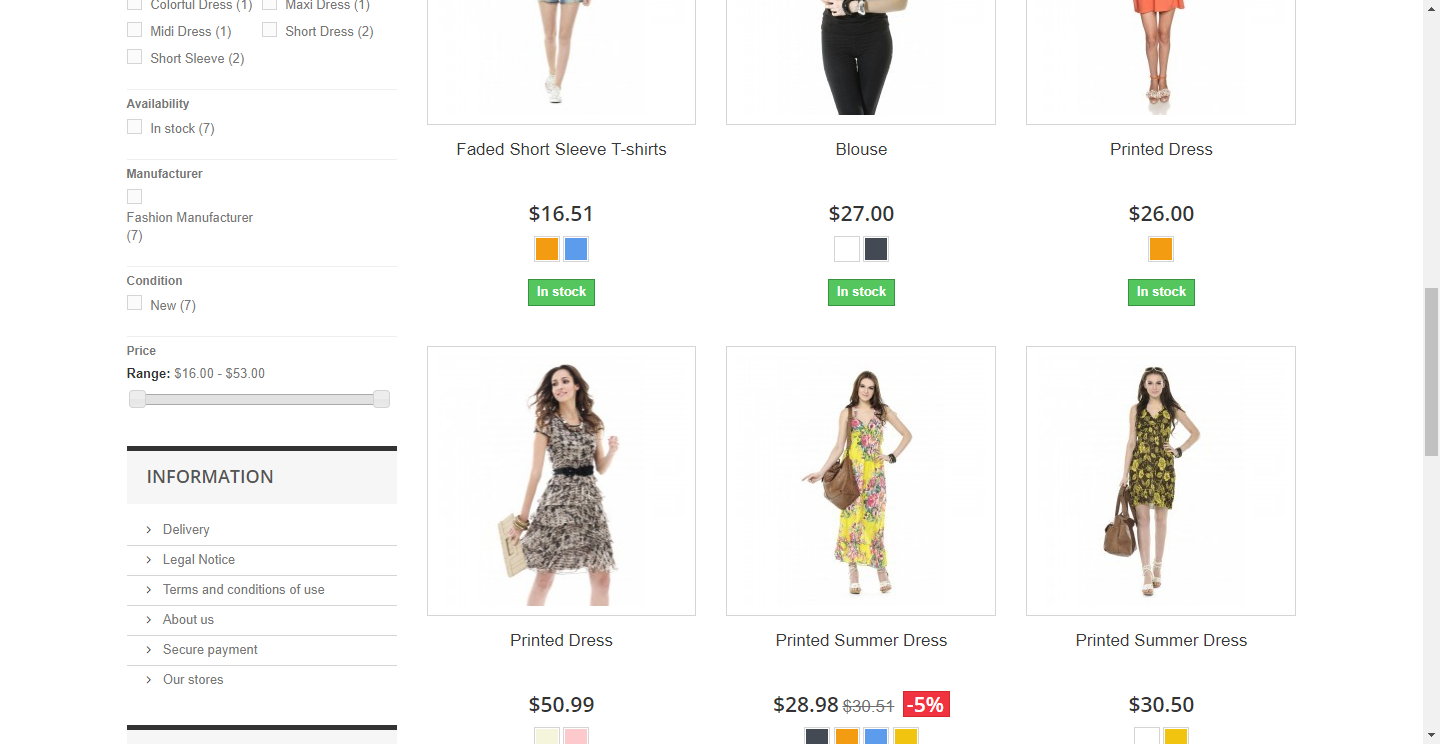 Colorful Dress (1) Maxi Dress (1)
Midi Dress (1) Short Dress (2)
Short Sleeve (2)
Availability
In stock (7)
Manufacturer
Fashion Manufacturer
(7)
Condition
New (7)
Price
Range: $16.00 - $53.00
INFORMATION
Delivery
Legal Notice
Terms and conditions of use
About us
Secure payment
Our stores
Faded Short Sleeve T-shirts
$16.51
In stock
Blouse
$27.00
In stock
Printed Dress
$26.00
In stock
Printed Dress
$50.99
Printed Summer Dress
$28.98 $30.51 -5%
Printed Summer Dress
$30.50